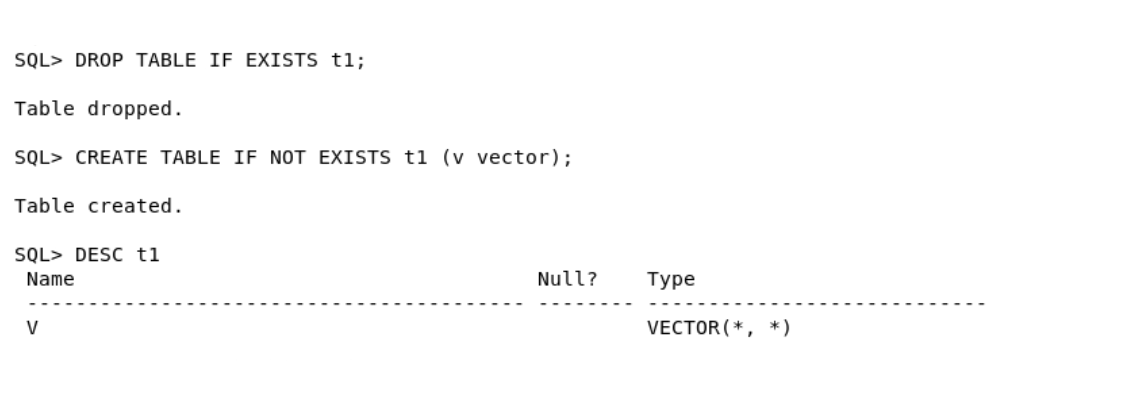 SQL> DROP TABLE IF EXISTS t1;
Table dropped.
SQL> CREATE TABLE IF NOT EXISTS t1 (v vector);
Table created.
SQL> DESC t1
 Name                                      Null?    Type
 ----------------------------------------- -------- ----------------------------
 V                                                  VECTOR(*, *)